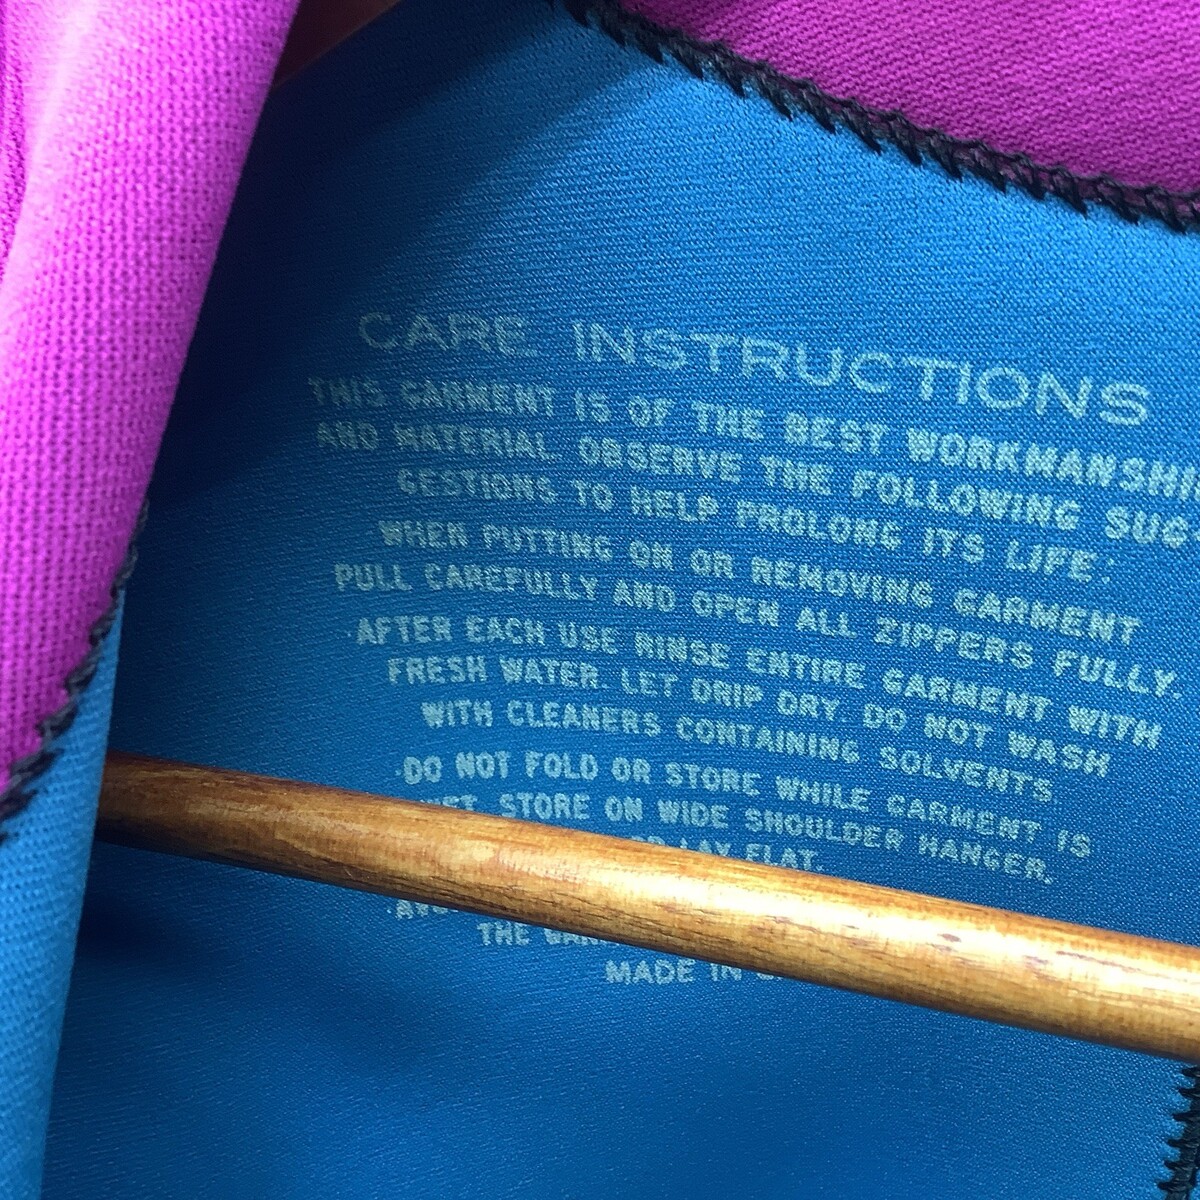 CARE INSTRUCTIONS
THIS GARMENT IS OF THE BEST WORKMANSHI
AND MATERIAL. OBSERVE THE FOLLOWING SUG-
GESTIONS TO HELP PROLONG ITS LIFE:
WHEN PUTTING ON OR REMOVING GARMENT
PULL CAREFULLY AND OPEN ALL ZIPPERS FULLY.
·AFTER EACH USE RINSE ENTIRE GARMENT WITH
FRESH WATER. LET DRIP DRY. DO NOT WASH
WITH CLEANERS CONTAINING SOLVENTS.
·DO NOT FOLD OR STORE WHILE GARMENT IS
WET. STORE ON WIDE SHOULDER HANGER,
OR LAY FLAT.
THE
MADE IN